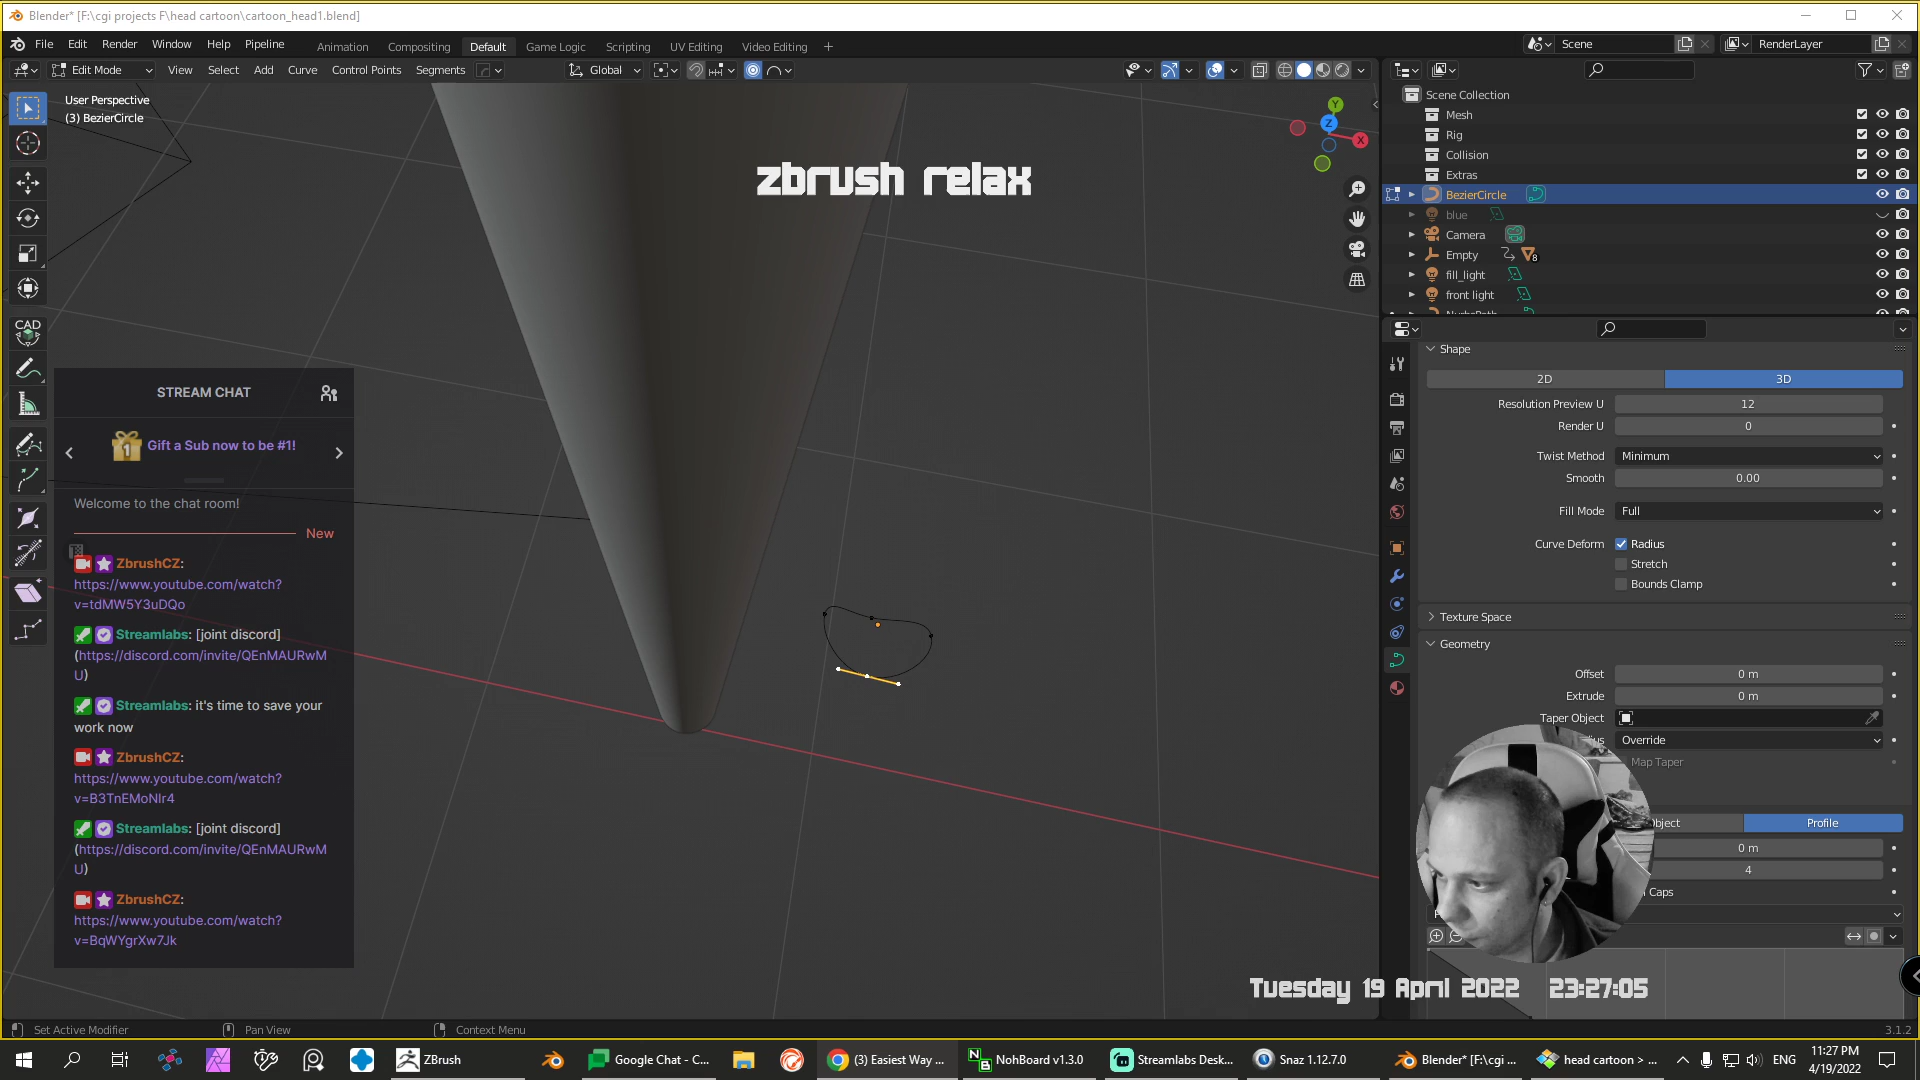 Blender* [F:\cgi projects F\head cartoon\cartoon_head1.blend]
File Edit Render Window Help Pipeline Animation Compositing Default Game Logic Scripting UV Editing Video Editing + Scene RenderLayer
Edit Mode View Select Add Curve Control Points Segments Global
User Perspective
(3) BezierCircle
zbrush relax
Y
Z
X
CAD
Scene Collection
Mesh
Rig
Collision
Extras
BezierCircle
blue
Camera
Empty 8
fill_light
front light
Shape
2D 3D
Resolution Preview U 12
Render U 0
Twist Method Minimum
Smooth 0.00
Fill Mode Full
Curve Deform Radius
Stretch
Bounds Clamp
Texture Space
Geometry
Offset 0 m
Extrude 0 m
Taper Object
Override
Map Taper
Profile
0 m
4
Caps
STREAM CHAT
1 Gift a Sub now to be #1!
Welcome to the chat room!
New
ZbrushCZ:
https://www.youtube.com/watch?
v=tdMW5Y3uDQo
Streamlabs: [joint discord]
(https://discord.com/invite/QEnMAURwM
U)
Streamlabs: it's time to save your
work now
ZbrushCZ:
https://www.youtube.com/watch?
v=B3TnEMoNIr4
Streamlabs: [joint discord]
(https://discord.com/invite/QEnMAURwM
U)
ZbrushCZ:
https://www.youtube.com/watch?
v=BqWYgrXw7Jk
Tuesday 19 April 2022 23:27:05
Set Active Modifier Pan View Context Menu 3.1.2
ZBrush Google Chat - C... (3) Easiest Way ... NohBoard v1.3.0 Streamlabs Desk... Snaz 1.12.7.0 Blender* [F:\cgi ... head cartoon > ... ENG
11:27 PM
4/19/2022